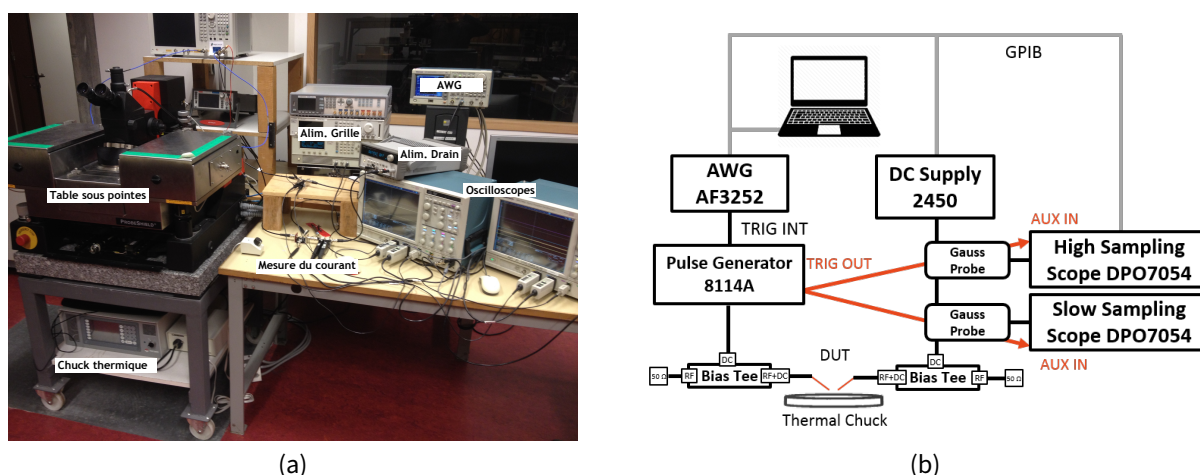 AWG
Alim. Grille
Alim. Drain
Oscilloscopes
Table sous pointes
Mesure du courant
Chuck thermique
(a)
GPIB
AWG
AF3252
DC Supply
2450
TRIG INT
AUX IN
Pulse Generator
8114A
TRIG OUT
Gauss
Probe
High Sampling
Scope DPO7054
Gauss
Probe
Slow Sampling
Scope DPO7054
AUX IN
DC
DUT
DC
50 Ω
RF
Bias Tee
RF+DC
RF+DC
Bias Tee
RF
50 Ω
Thermal Chuck
(b)